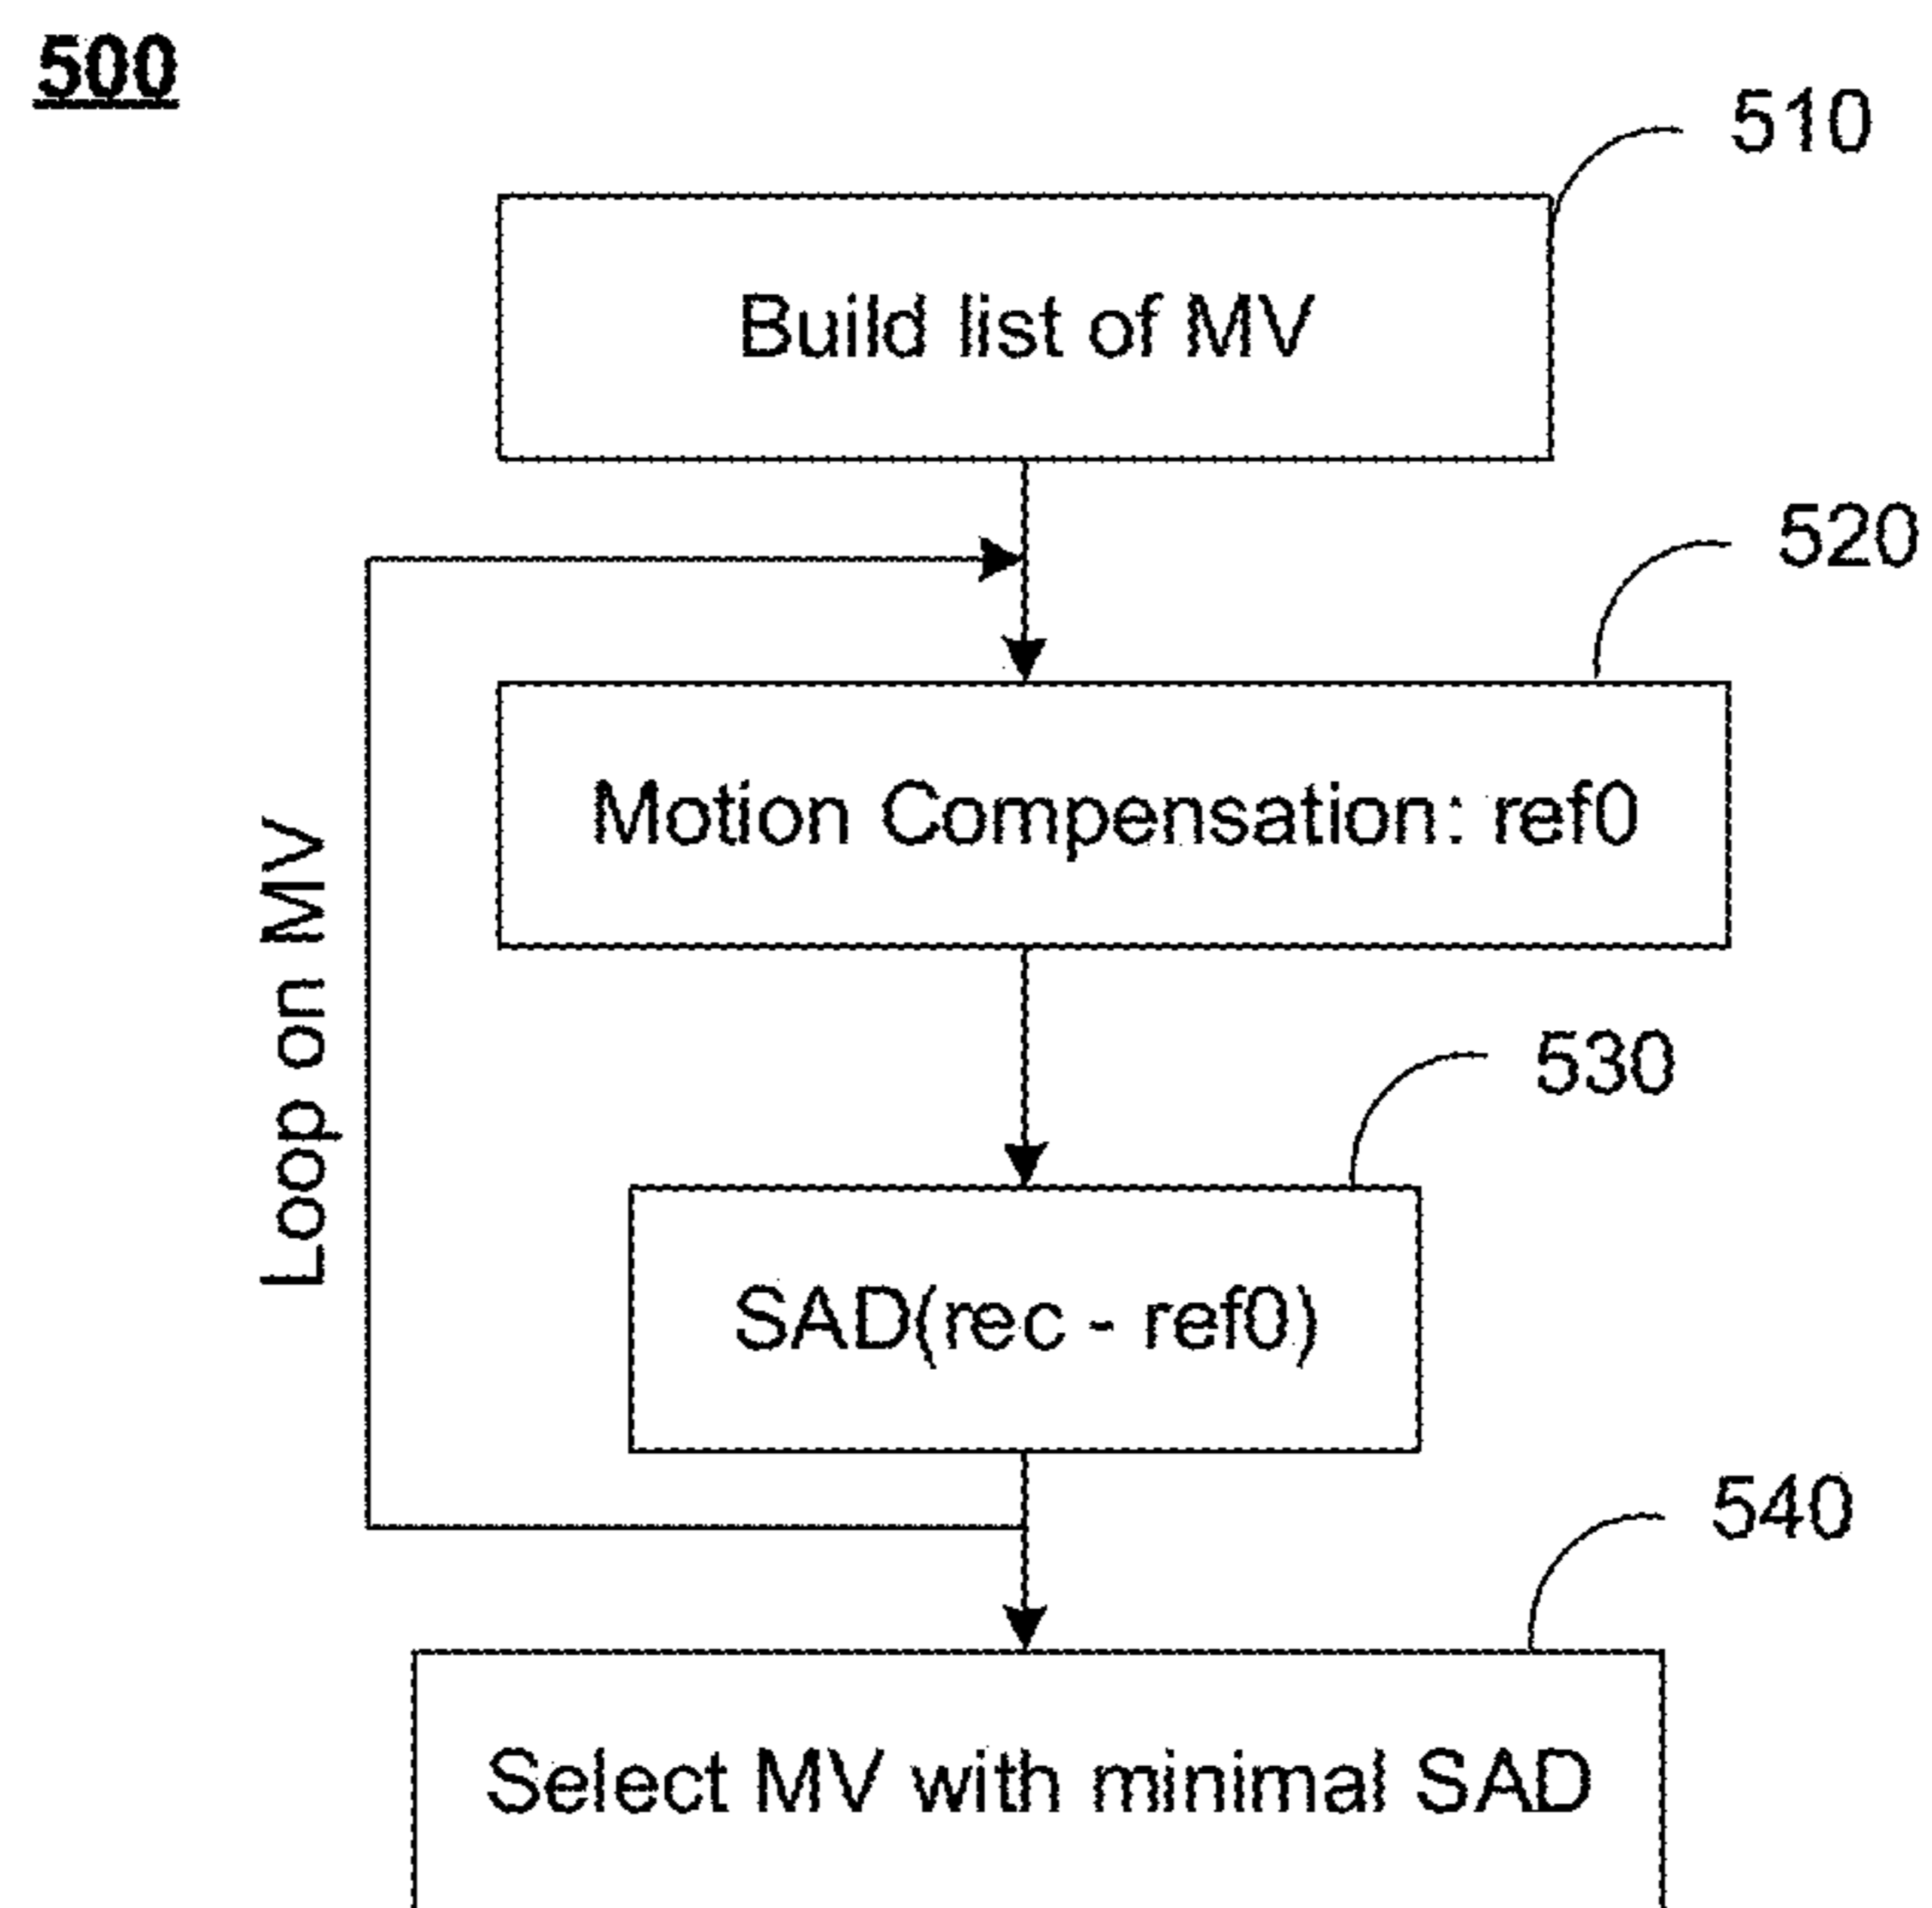 500
510
Build list of MV
520
Motion Compensation: ref0
Loop on MV
530
SAD(rec - ref0)
540
Select MV with minimal SAD